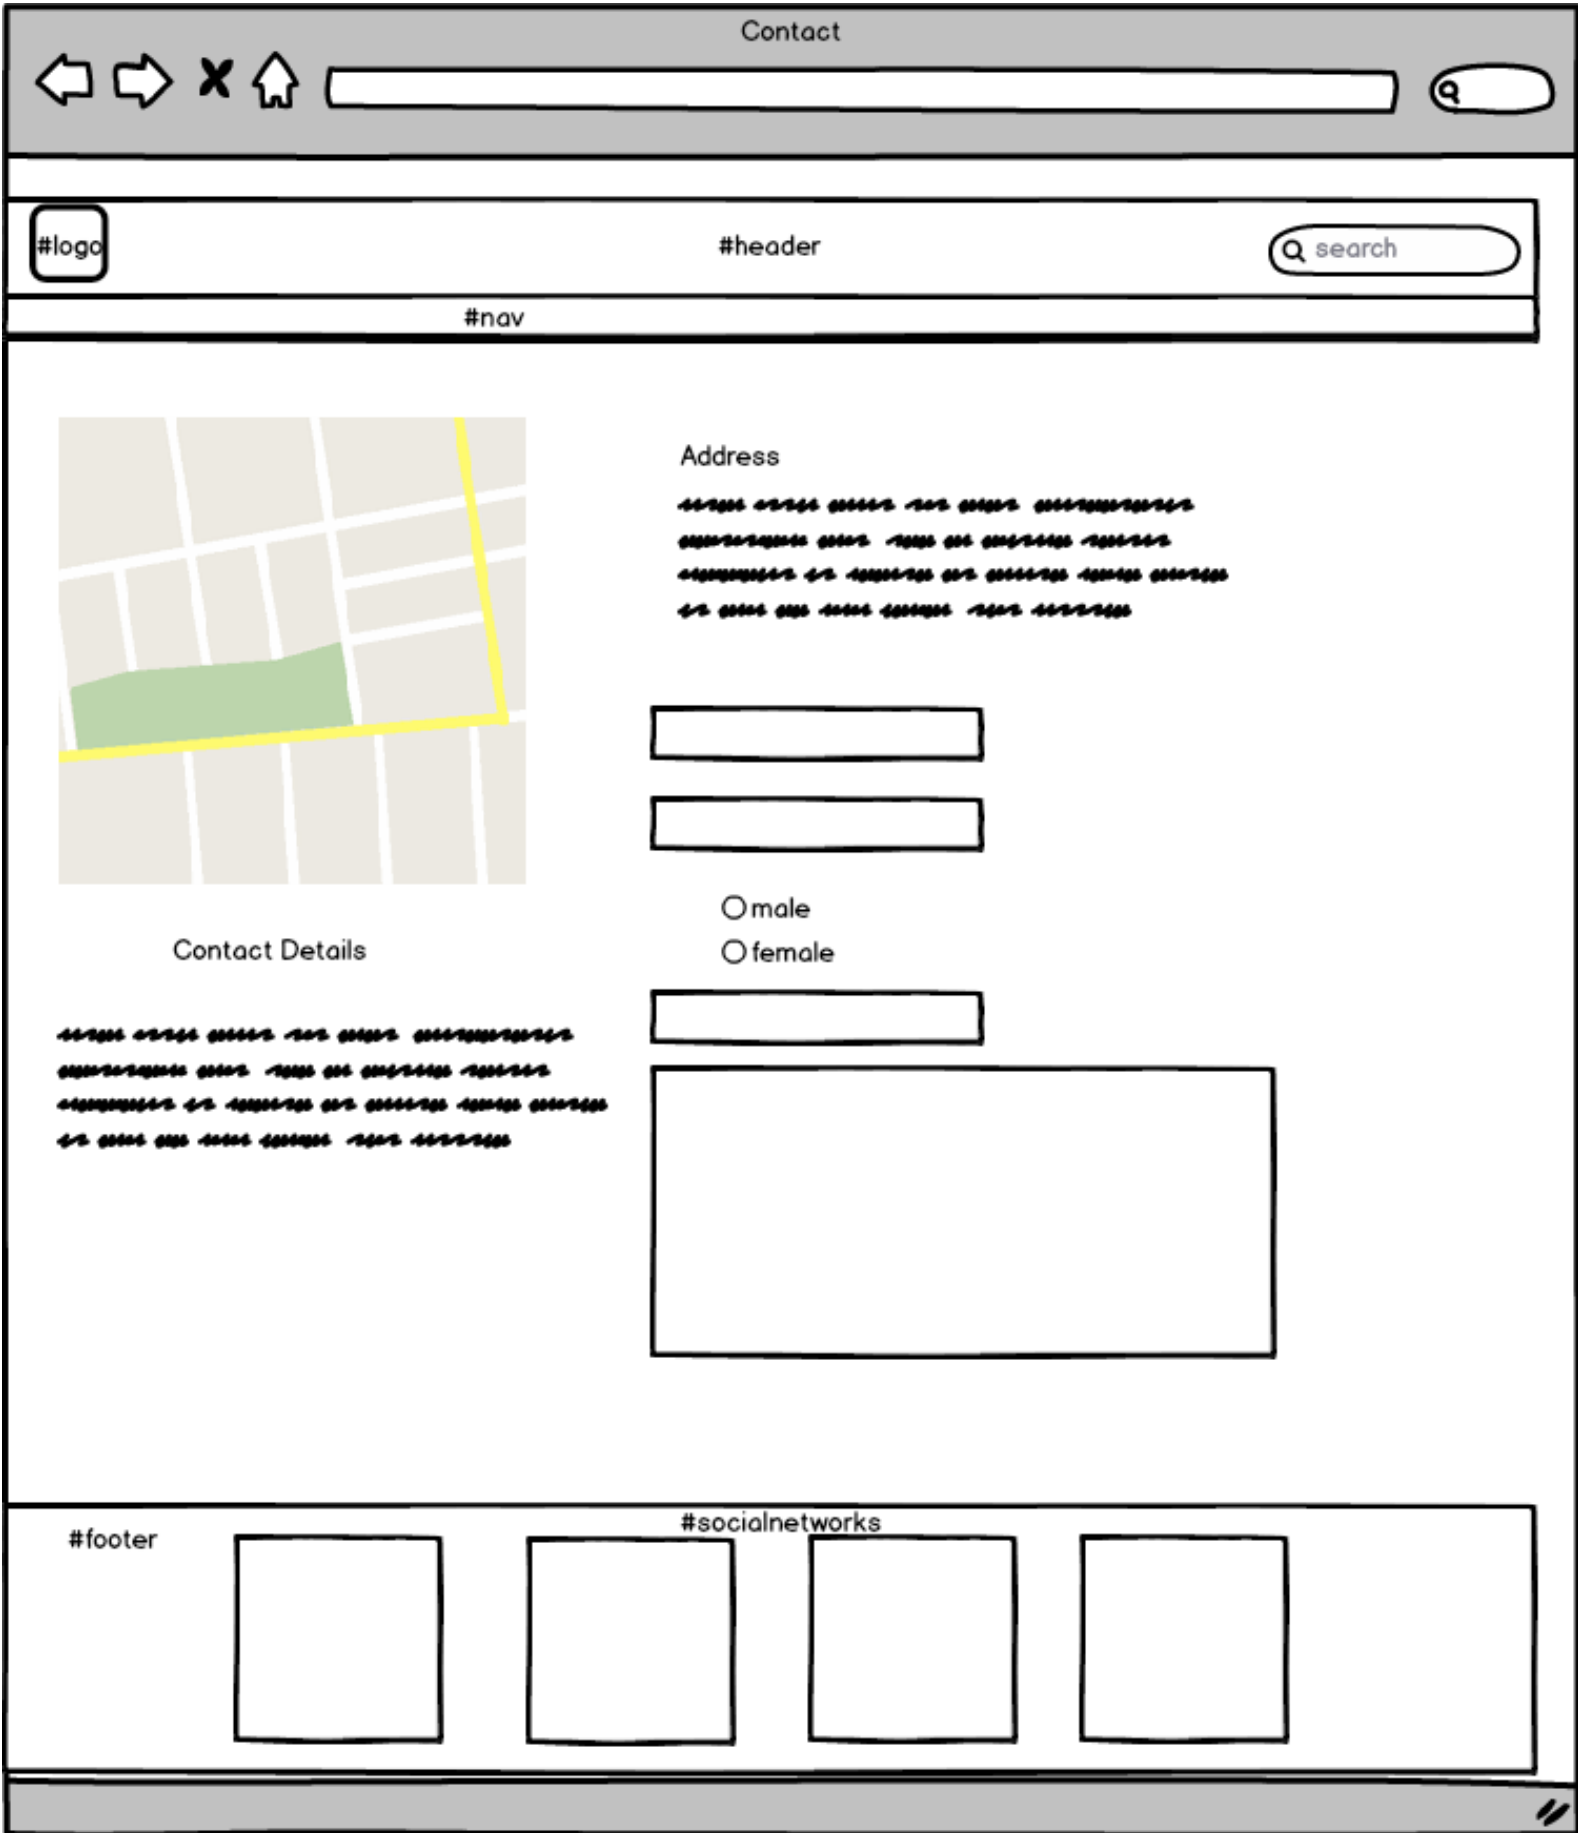 Contact
#logo
#header
search
#nav
Address
male
female
Contact Details
#socialnetworks
#footer